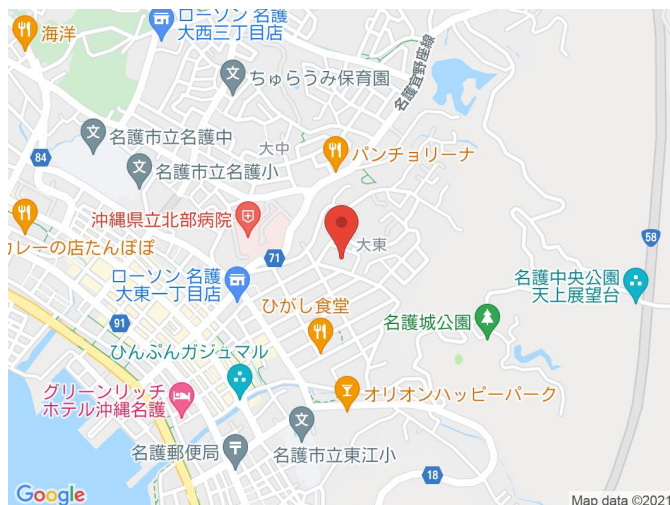 ローソン 名護
大西三丁目店
海洋
ちゅらうみ保育園
名護宜野座線
名護市立名護中
大中
パンチョリーナ
84
名護市立名護小
沖縄県立北部病院
大東
58
カレーの店たんぽぽ
71
名護中央公園
天上展望台
ローソン 名護
大東一丁目店
ひがし食堂
名護城公園
91
ひんぷんガジュマル
グリーンリッチ
ホテル沖縄名護
オリオンハッピーパーク
名護郵便局
名護市立東江小
18
Google
Map data ©2021